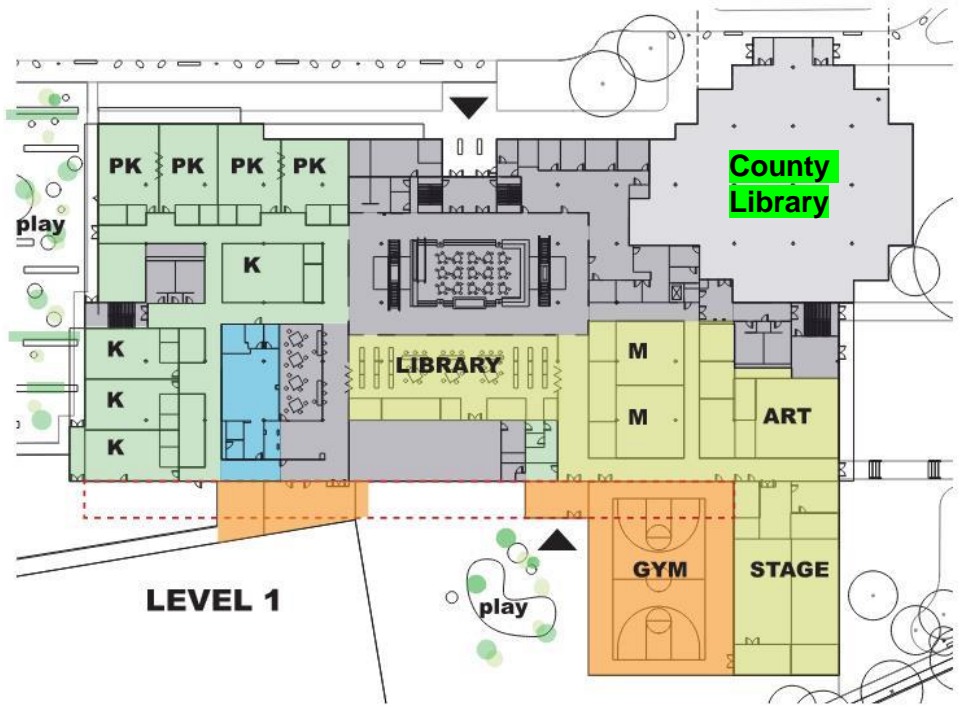 County
Library
PK PK PK PK
play
K
K
LIBRARY
M
K
M
ART
K
GYM
STAGE
LEVEL 1
play